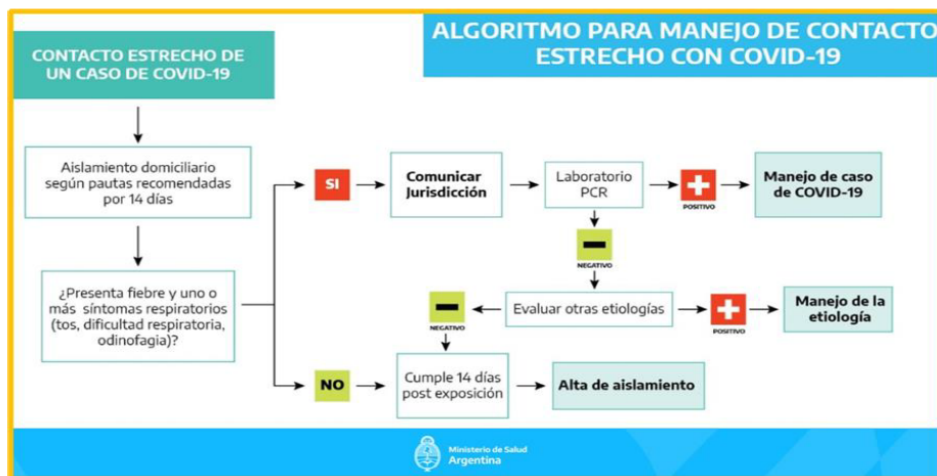 ALGORITMO PARA MANEJO DE CONTACTO
ESTRECHO CON COVID-19
CONTACTO ESTRECHO DE
UN CASO DE COVID-19
Aislamiento domiciliario
según pautas recomendadas
por 14 días
¿Presenta fiebre y uno o
más síntomas respiratorios
(tos, dificultad respiratoria,
odinofagia)?
SI
Comunicar
Jurisdicción
Laboratorio
PCR
POSITIVO
Manejo de caso
de COVID-19
NEGATIVO
Evaluar otras etiologías
POSITIVO
Manejo de la
etiología
NEGATIVO
NO
Cumple 14 días
post exposición
Alta de aislamiento
Ministerio de Salud
Argentina